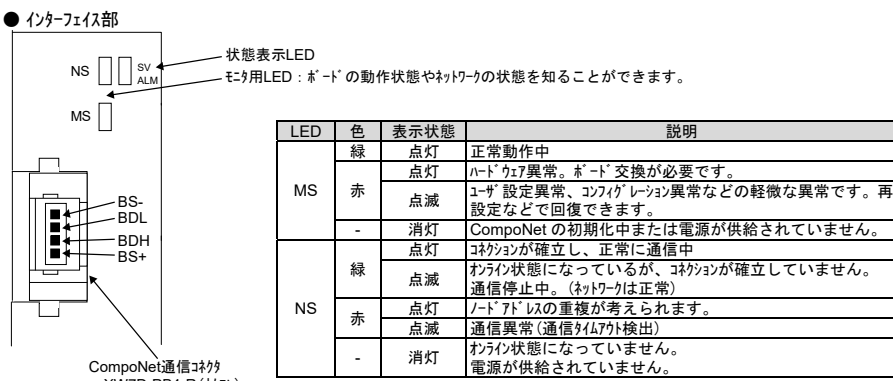 ● ｲﾝﾀｰﾌｪｲｽ部
状態表示LED
NS
SV
ALM
ﾓﾆﾀ用LED：ﾎﾞｰﾄﾞの動作状態やﾈｯﾄﾜｰｸの状態を知ることができます。
MS
LED 色 表示状態 説明
MS 緑 点灯 正常動作中
赤 点灯 ﾊｰﾄﾞｳｪｱ異常。ﾎﾞｰﾄﾞ交換が必要です。
点滅 ﾕｰｻﾞ設定異常、ｺﾝﾌｨｸﾞﾚｰｼｮﾝ異常などの軽微な異常です。再
設定などで回復できます。
- 消灯 CompoNet の初期化中または電源が供給されていません。
NS 緑 点灯 ｺﾈｸｼｮﾝが確立し、正常に通信中
点滅 ｵﾝﾗｲﾝ状態になっているが、ｺﾈｸｼｮﾝが確立していません。
通信停止中。(ﾈｯﾄﾜｰｸは正常)
赤 点灯 ﾉｰﾄﾞｱﾄﾞﾚｽの重複が考えられます。
点滅 通信異常(通信ﾀｲﾑｱｳﾄ検出)
- 消灯 ｵﾝﾗｲﾝ状態になっていません。
電源が供給されていません。
BS-
BDL
BDH
BS+
CompoNet通信ｺﾈｸﾀ